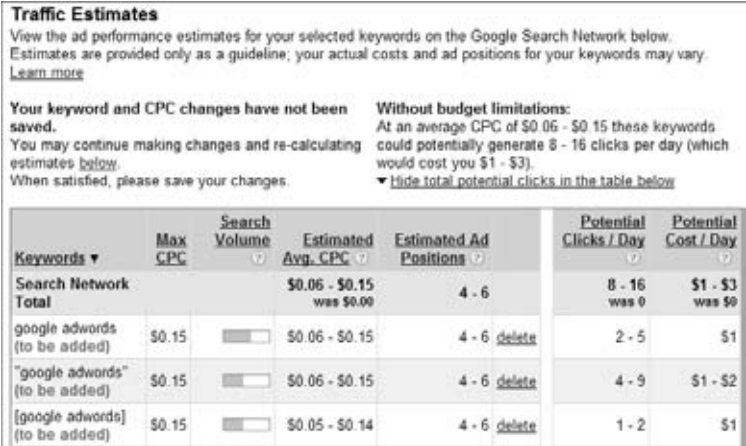 Traffic Estimates
View the ad performance estimates for your selected keywords on the Google Search Network below.
Estimates are provided only as a guideline; your actual costs and ad positions for your keywords may vary.
Learn more
Your keyword and CPC changes have not been
saved.
You may continue making changes and re-calculating
estimates below.
When satisfied, please save your changes.
Without budget limitations:
At an average CPC of $0.06 - $0.15 these keywords
could potentially generate 8 - 16 clicks per day (which
would cost you $1 - $3).
▼ Hide total potential clicks in the table below
Keywords ▼
Max
CPC
Search
Volume
?
Estimated
Avg. CPC ?
Estimated Ad
Positions ?
Potential
Clicks / Day
?
Potential
Cost / Day
?
Search Network
Total
$0.06 - $0.15
was $0.00
4 - 6
8 - 16
was 0
$1 - $3
was $0
google adwords
(to be added)
$0.15
$0.06 - $0.15
4 - 6 delete
2 - 5
$1
"google adwords"
(to be added)
$0.15
$0.06 - $0.15
4 - 6 delete
4 - 9
$1 - $2
[google adwords]
(to be added)
$0.15
$0.05 - $0.14
4 - 6 delete
1 - 2
$1